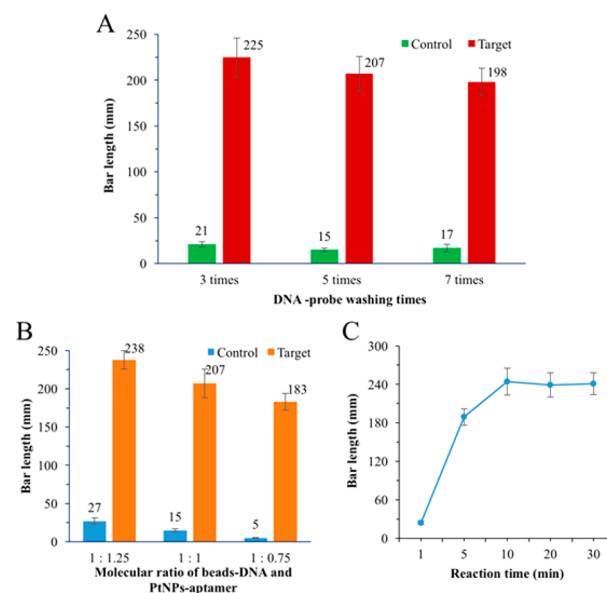 A
Control Target
Bar length (mm)
250
200
150
100
50
0
225
207
198
21
15
17
3 times 5 times 7 times
DNA -probe washing times
B
Control Target
Bar length (mm)
250
200
150
100
50
0
238
207
183
27
15
5
1 : 1.25 1 : 1 1 : 0.75
Molecular ratio of beads-DNA and
PtNPs-aptamer
C
Bar length (mm)
300
240
180
120
60
0
1 5 10 20 30
Reaction time (min)